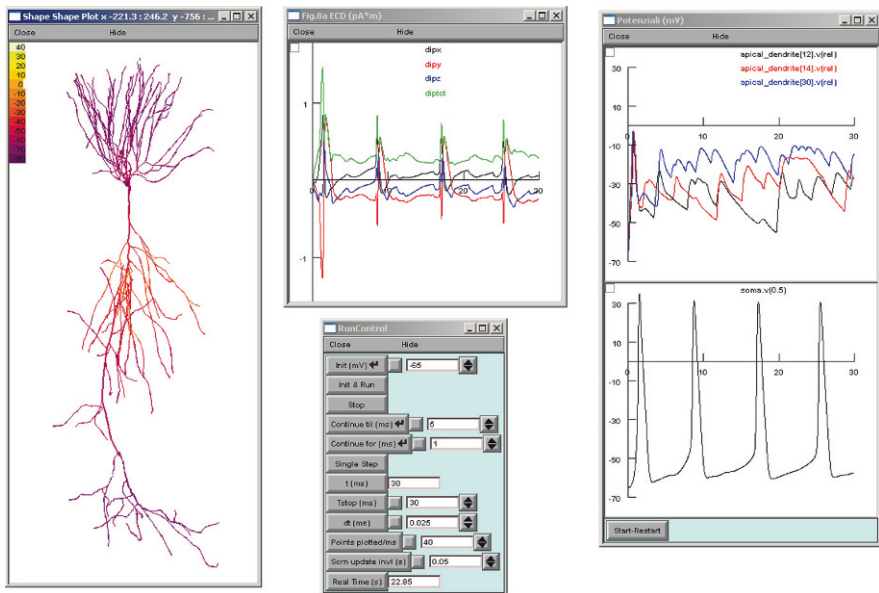 Shape Shape Plot x -221.3 : 246.2 y -756 : ...
Close Hide
40
30
20
10
0
-10
-20
-30
-40
-50
-60
-70
Fig.8a ECD (pA*m)
Close Hide
dipx
dipy
dipz
diptot
1
0 10 20 30
-1
RunControl
Close Hide
Init (mV) -65
Init & Run
Stop
Continue til (ms) 5
Continue for (ms) 1
Single Step
t (ms) 30
Tstop (ms) 30
dt (ms) 0.025
Points plotted/ms 40
Scrn update invl (s) 0.05
Real Time (s) 22.85
Potenziali (mV)
Close Hide
apical_dendrite[12].v(rel)
apical_dendrite[14].v(rel)
apical_dendrite[30].v(rel)
30
-10
0 10 20 30
-30
-50
-70
soma.v(0.5)
30
10
0 10 20 30
-10
-30
-50
-70
Start-Restart